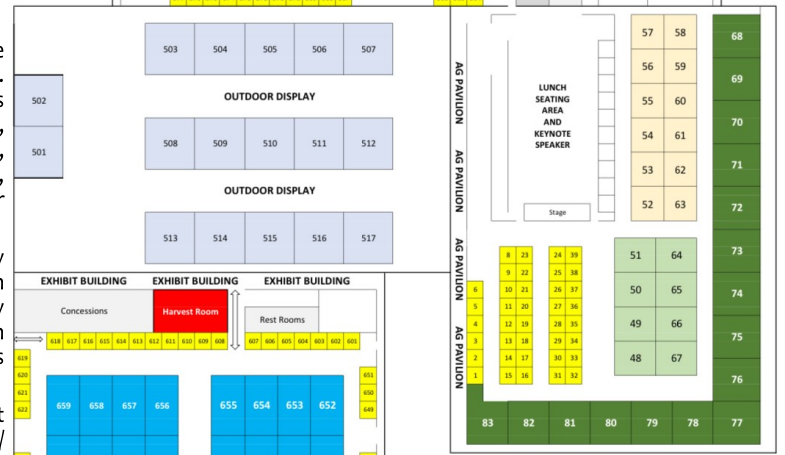 503 504 505 506 507
OUTDOOR DISPLAY
502
501
508 509 510 511 512
OUTDOOR DISPLAY
513 514 515 516 517
EXHIBIT BUILDING EXHIBIT BUILDING EXHIBIT BUILDING
Concessions
Harvest Room
Rest Rooms
618 617 616 615 614 613 612 611 610 609 608
607 606 605 604 603 602 601
619
620
621
622
651
650
649
659 658 657 656
655 654 653 652
AG PAVILION
AG PAVILION
AG PAVILION
AG PAVILION
LUNCH
SEATING
AREA
AND
KEYNOTE
SPEAKER
Stage
57 58
56 59
55 60
54 61
53 62
52 63
68
69
70
71
72
73
74
75
76
77
8 23
9 22
10 21
11 20
12 19
13 18
14 17
15 16
24 39
25 38
26 37
27 36
28 35
29 34
30 33
31 32
6
5
4
3
2
1
51 64
50 65
49 66
48 67
83 82 81 80 79 78